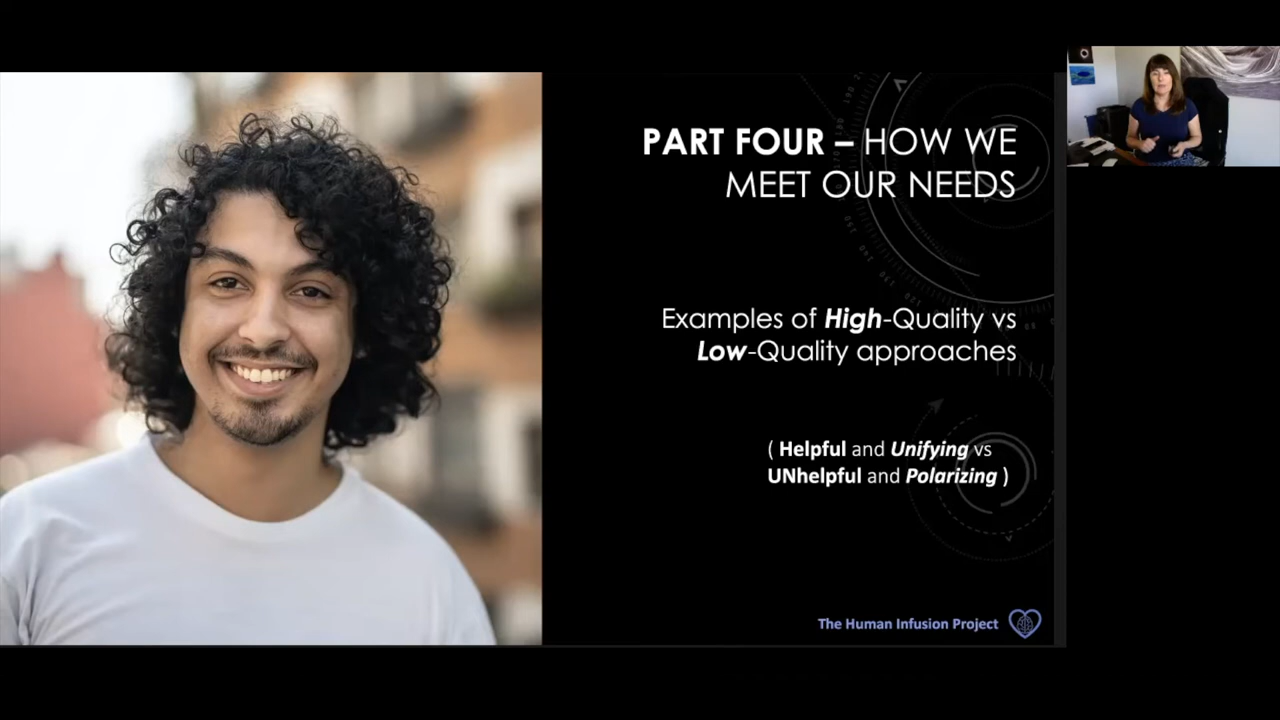 PART FOUR – HOW WE
MEET OUR NEEDS
Examples of High-Quality vs
Low-Quality approaches
( Helpful and Unifying vs
UNhelpful and Polarizing )
The Human Infusion Project